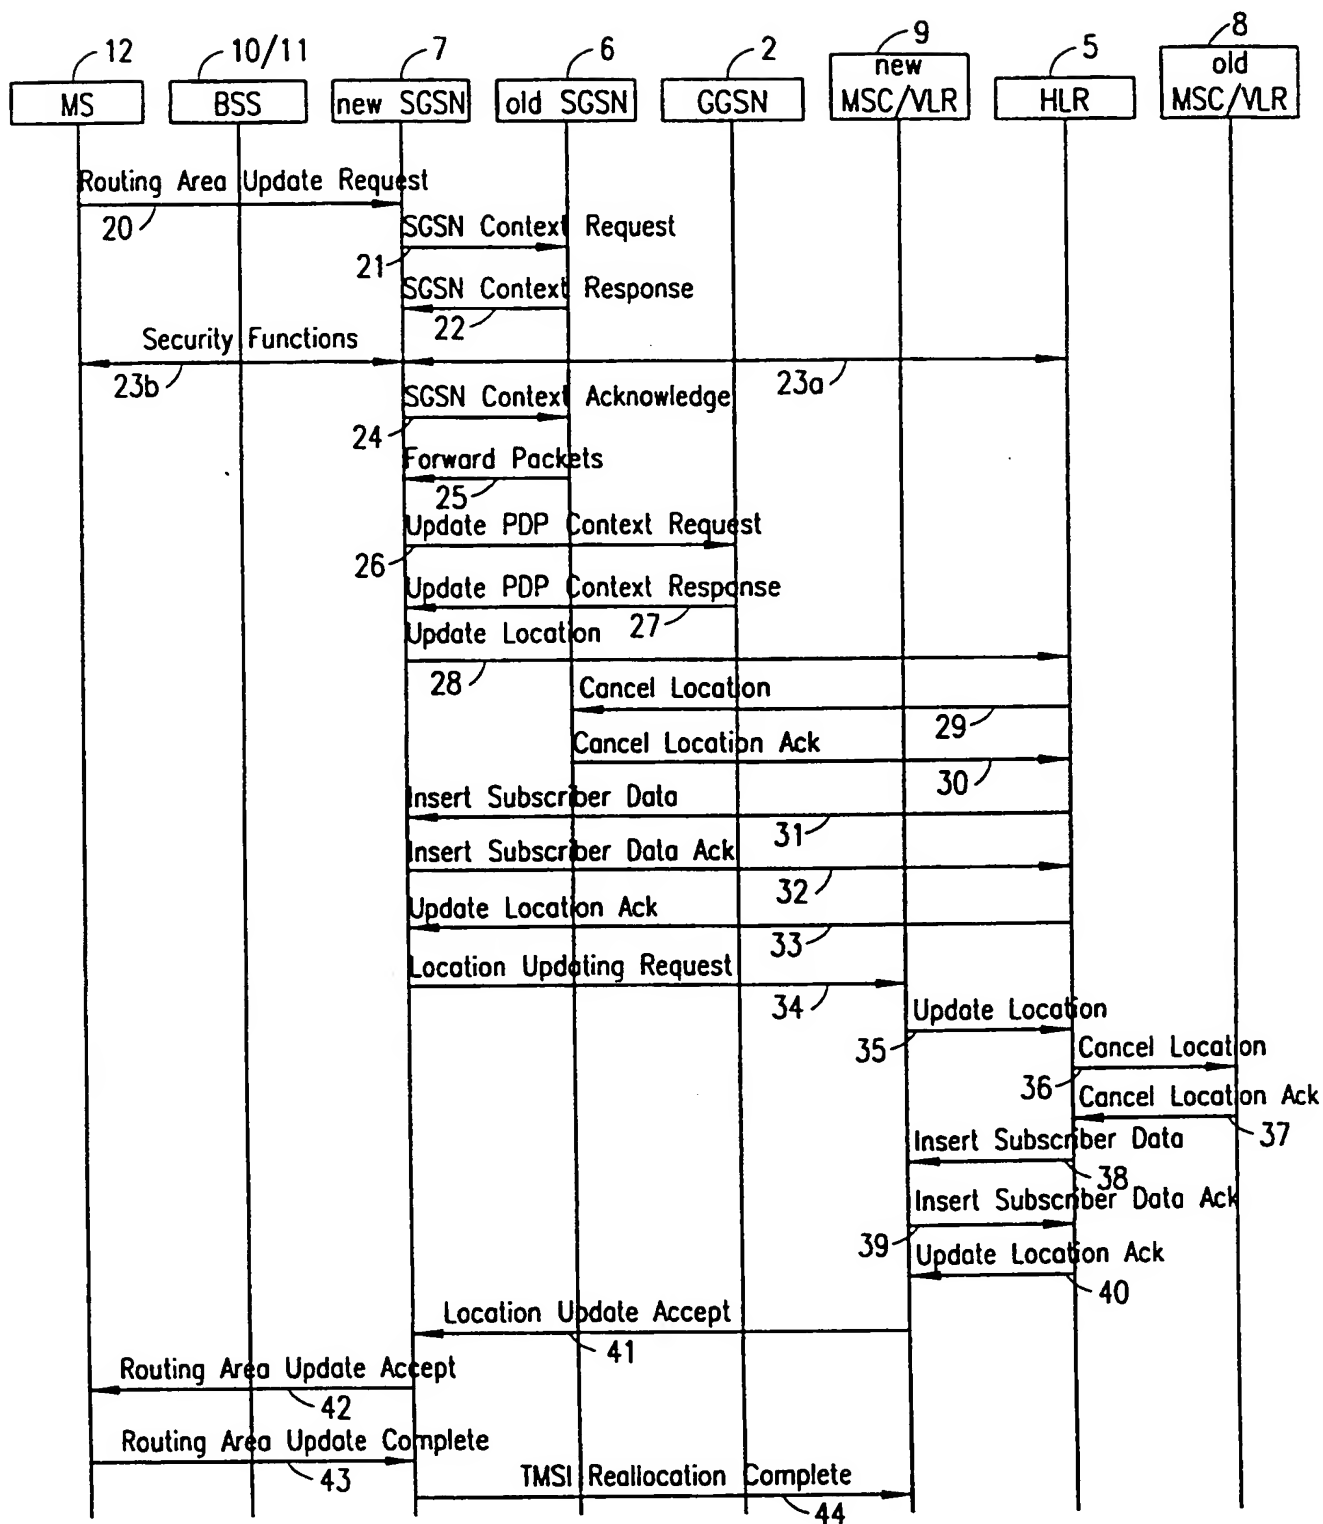 12 10/11 7 6 2 9 5 8
MS BSS new SGSN old SGSN GGSN new MSC/VLR HLR old MSC/VLR
Routing Area Update Request
20
SGSN Context Request
21
SGSN Context Response
22
Security Functions
23b 23a
SGSN Context Acknowledge
24
Forward Packets
25
Update PDP Context Request
26
Update PDP Context Response
27
Update Location
28
Cancel Location
29
Cancel Location Ack
30
Insert Subscriber Data
31
Insert Subscriber Data Ack
32
Update Location Ack
33
Location Updating Request
34
Update Location
35
Cancel Location
36
Cancel Location Ack
37
Insert Subscriber Data
38
Insert Subscriber Data Ack
39
Update Location Ack
40
Location Update Accept
41
Routing Area Update Accept
42
Routing Area Update Complete
43
TMSI Reallocation Complete
44